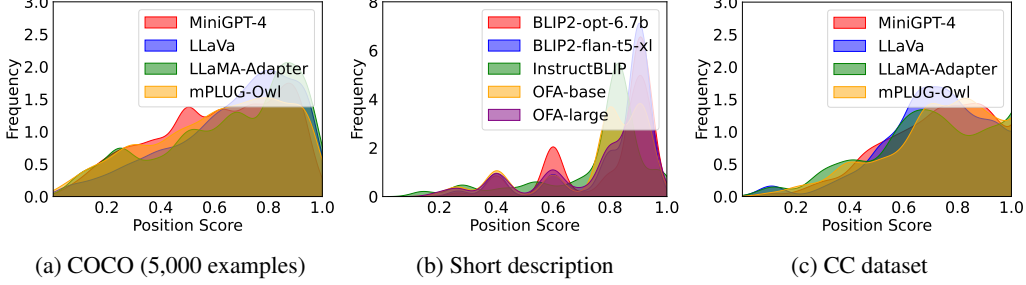 3.0
2.5
2.0
1.5
1.0
0.5
0.0
Frequency
0.2 0.4 0.6 0.8 1.0
Position Score
MiniGPT-4
LLaVa
LLaMA-Adapter
mPLUG-Owl
(a) COCO (5,000 examples)
8
6
4
2
0
Frequency
0.2 0.4 0.6 0.8 1.0
Position Score
BLIP2-opt-6.7b
BLIP2-flan-t5-xl
InstructBLIP
OFA-base
OFA-large
(b) Short description
3.0
2.5
2.0
1.5
1.0
0.5
0.0
Frequency
0.2 0.4 0.6 0.8 1.0
Position Score
MiniGPT-4
LLaVa
LLaMA-Adapter
mPLUG-Owl
(c) CC dataset